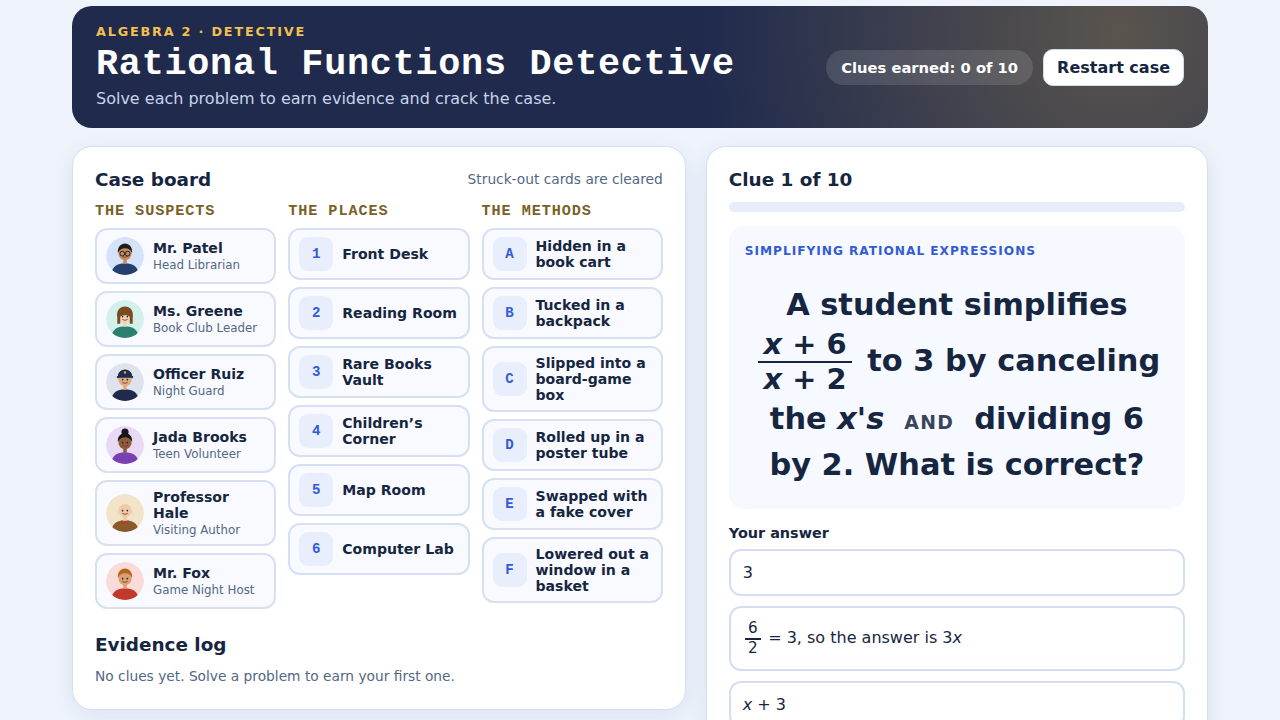 ALGEBRA 2 · DETECTIVE
Rational Functions Detective
Solve each problem to earn evidence and crack the case.
Clues earned: 0 of 10
Restart case
Case board
Struck-out cards are cleared
THE SUSPECTS
Mr. Patel
Head Librarian
Ms. Greene
Book Club Leader
Officer Ruiz
Night Guard
Jada Brooks
Teen Volunteer
Professor
Hale
Visiting Author
Mr. Fox
Game Night Host
THE PLACES
1 Front Desk
2 Reading Room
3 Rare Books
Vault
4 Children’s
Corner
5 Map Room
6 Computer Lab
THE METHODS
A Hidden in a
book cart
B Tucked in a
backpack
C Slipped into a
board-game
box
D Rolled up in a
poster tube
E Swapped with
a fake cover
F Lowered out a
window in a
basket
Evidence log
No clues yet. Solve a problem to earn your first one.
Clue 1 of 10
SIMPLIFYING RATIONAL EXPRESSIONS
A student simplifies
x + 6
x + 2
to 3 by canceling
the x's AND dividing 6
by 2. What is correct?
Your answer
3
6
2
= 3, so the answer is 3x
x + 3